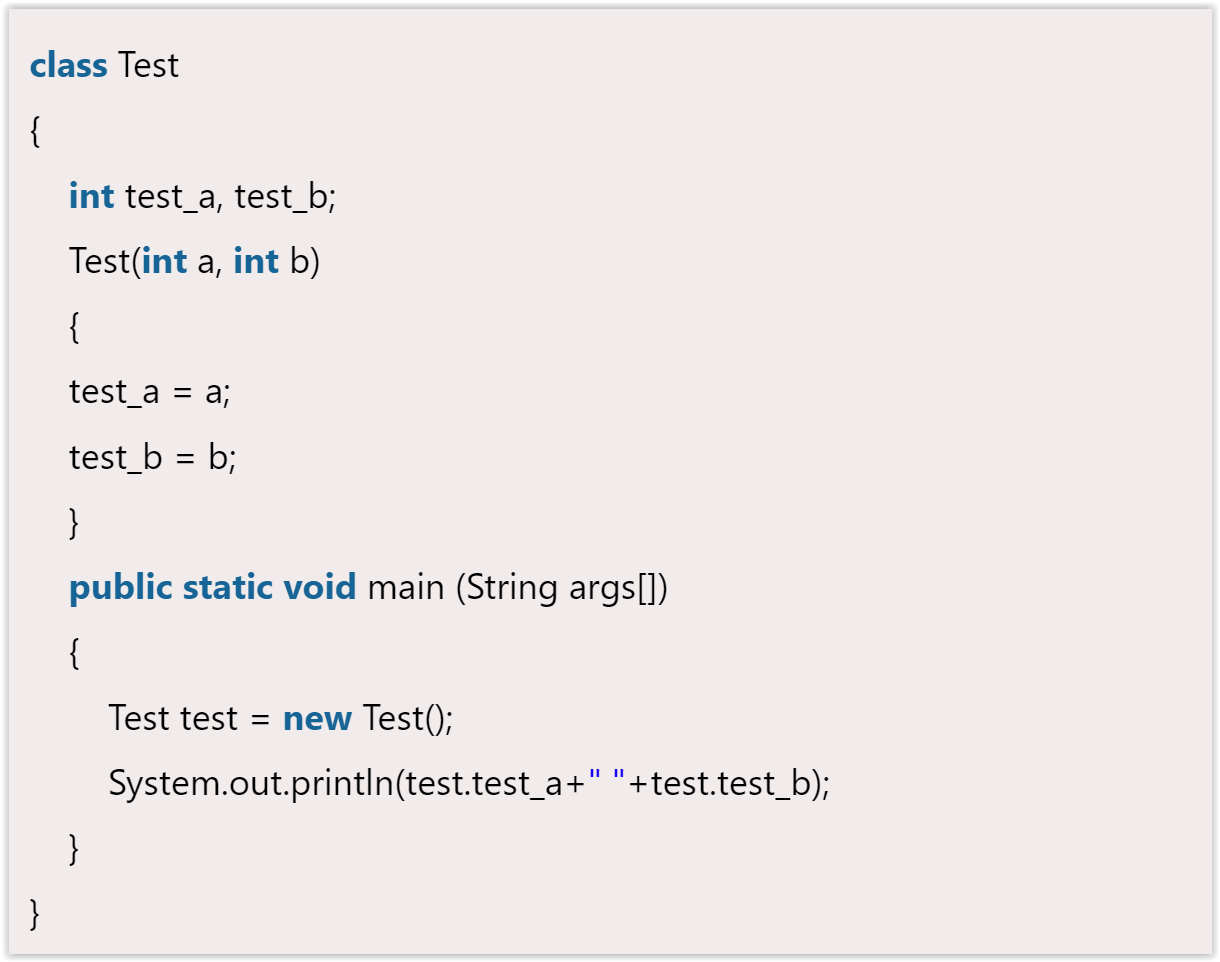 class Test
{
int test_a, test_b;
Test(int a, int b)
{
test_a = a;
test_b = b;
}
public static void main (String args[])
{
Test test = new Test();
System.out.println(test.test_a+" "+test.test_b);
}
}